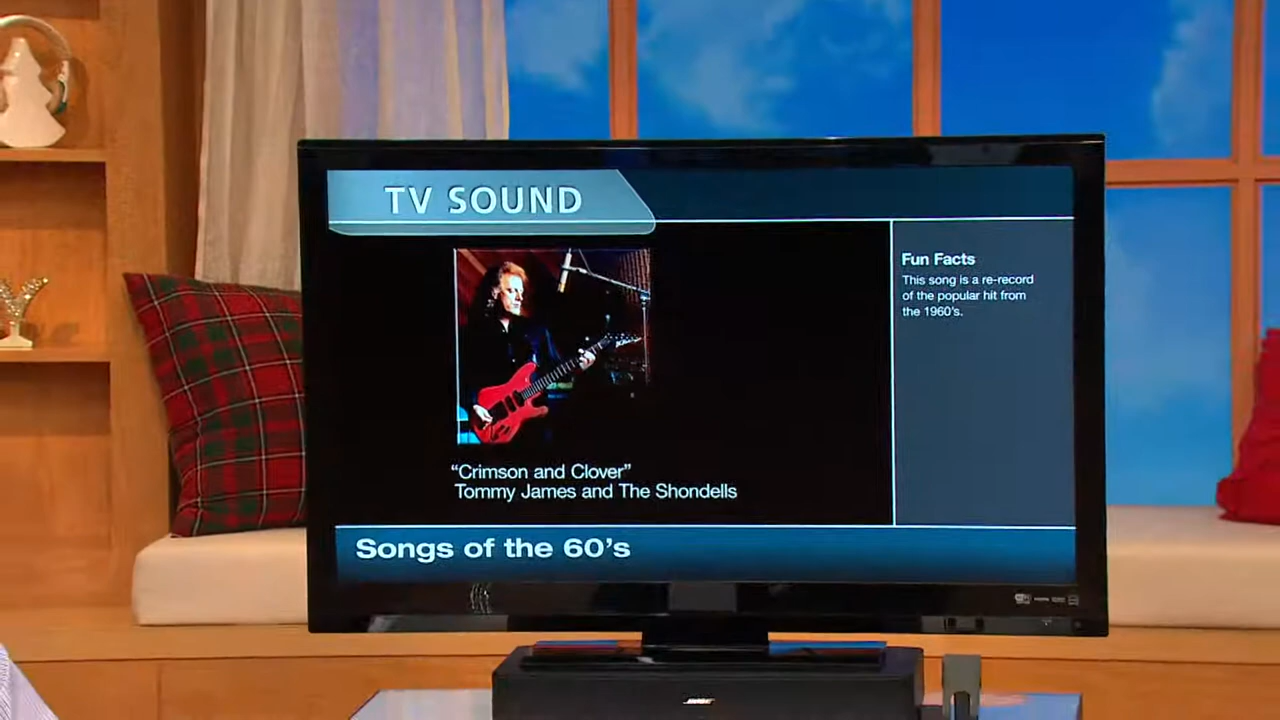 TV SOUND
Fun Facts
This song is a re-record
of the popular hit from
the 1960's.
“Crimson and Clover”
Tommy James and The Shondells
Songs of the 60's
BOSE